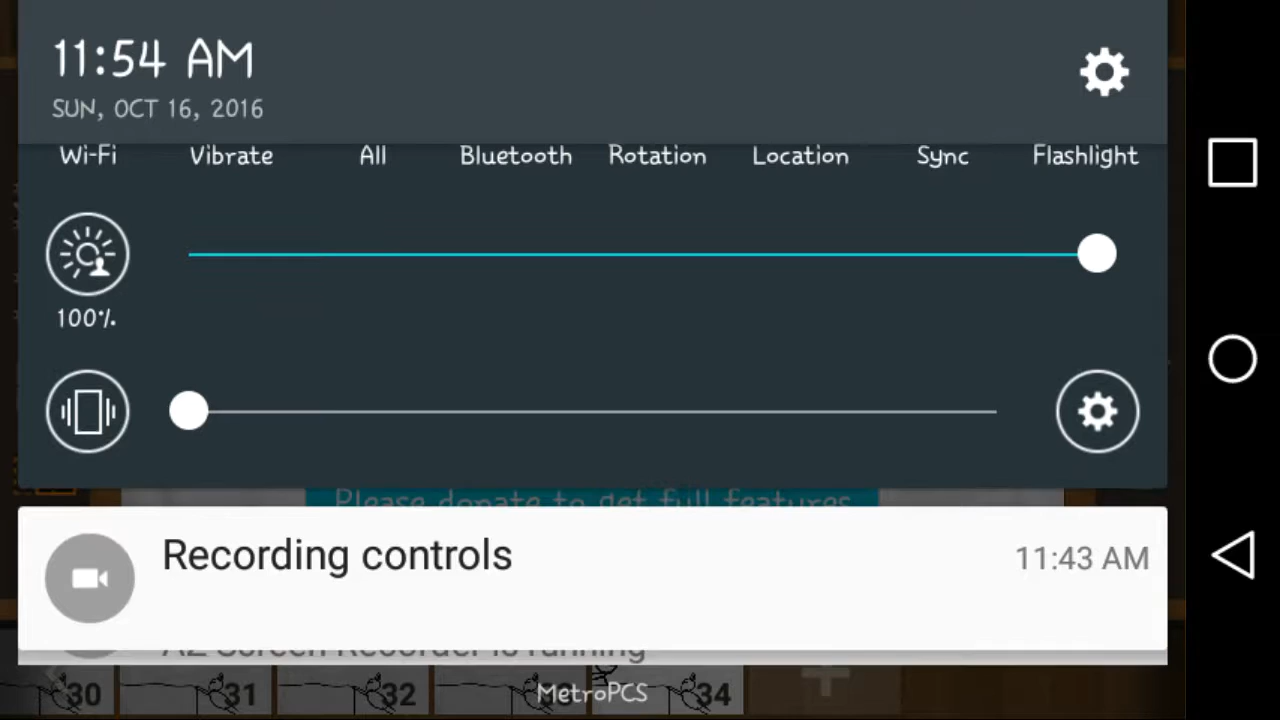 11:54 AM
SUN, OCT 16, 2016
Wi-Fi Vibrate All Bluetooth Rotation Location Sync Flashlight
100%
Please donate to get full features
Recording controls 11:43 AM
AZ Screen Recorder is running
30 31 32 34
MetroPCS